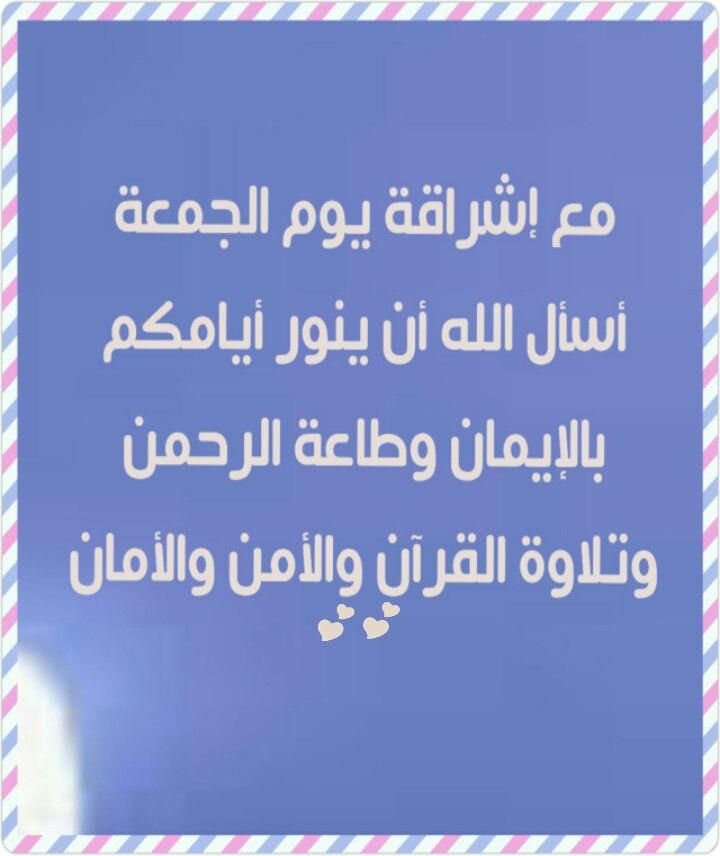 مع إشراقة يوم الجمعة
أسأل الله أن ينور أيامكم
بالإيمان وطاعة الرحمن
وتلاوة القرآن والأمن والأمان
💕 💕